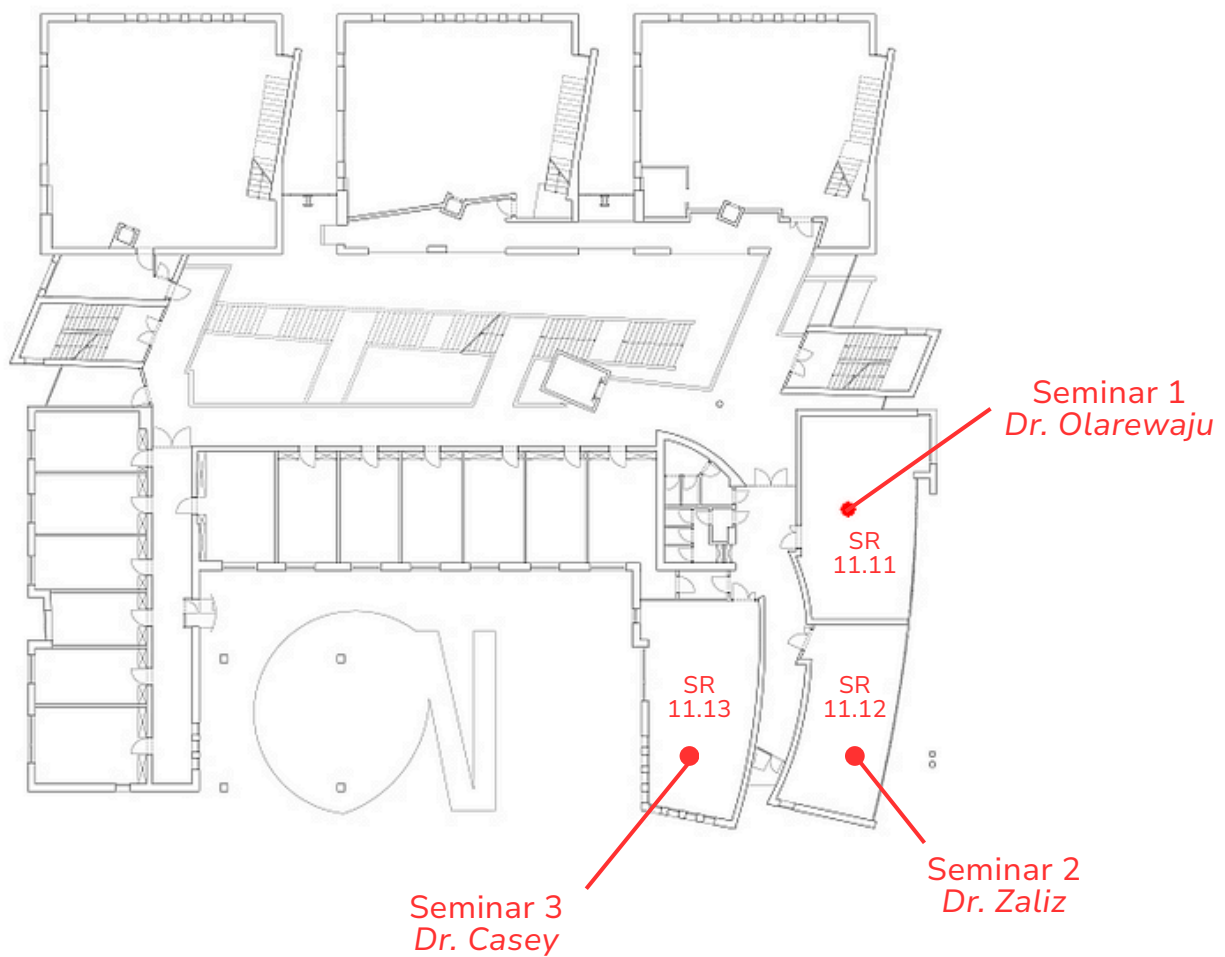 Seminar 1
Dr. Olarewaju
SR
11.11
SR
11.13
SR
11.12
Seminar 2
Dr. Zaliz
Seminar 3
Dr. Casey